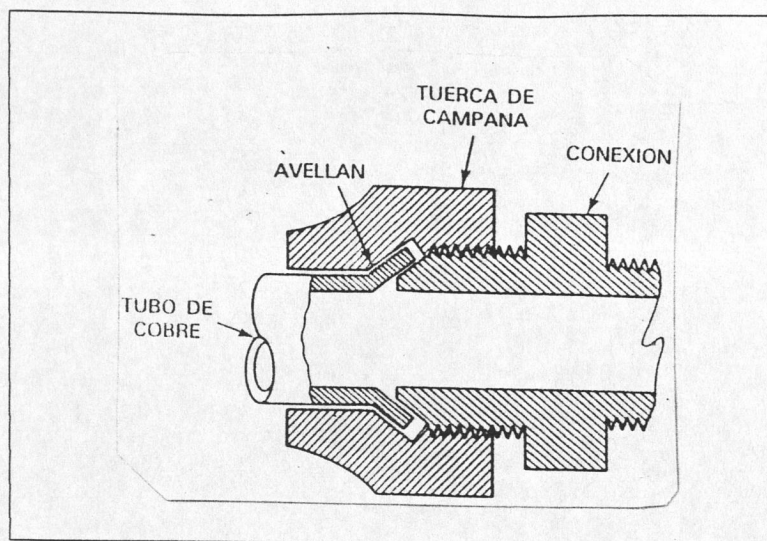 TUERCA DE
CAMPANA
CONEXION
AVELLAN
TUBO DE
COBRE